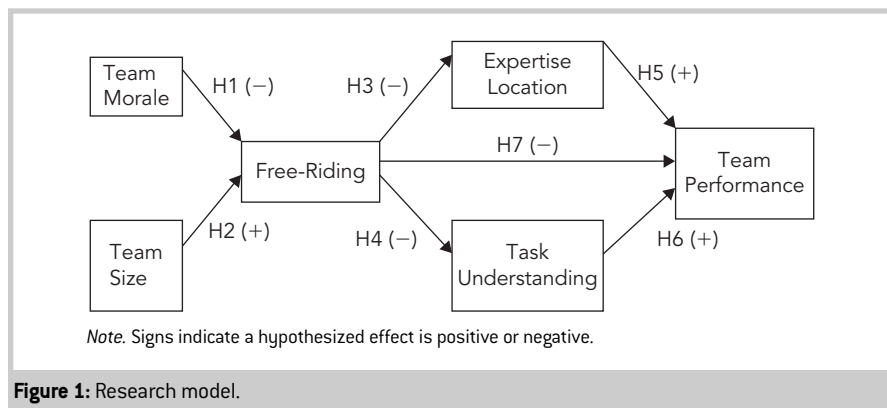 Team
Morale
H1 (−)
H3 (−)
Expertise
Location
H5 (+)
Free-Riding
H7 (−)
Team
Performance
Team
Size
H2 (+)
H4 (−)
Task
Understanding
H6 (+)
Note. Signs indicate a hypothesized effect is positive or negative.
Figure 1: Research model.